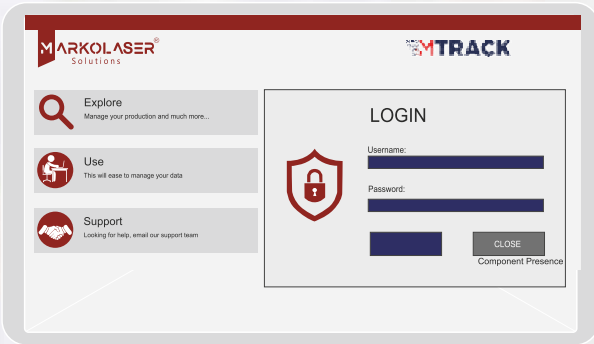 MARKOLASER®
Solutions
MTRACK
Explore
Manage your production and much more...
Use
This will ease to manage your data
Support
Looking for help, email our support team
LOGIN
Username:
Password:
CLOSE
Component Presence